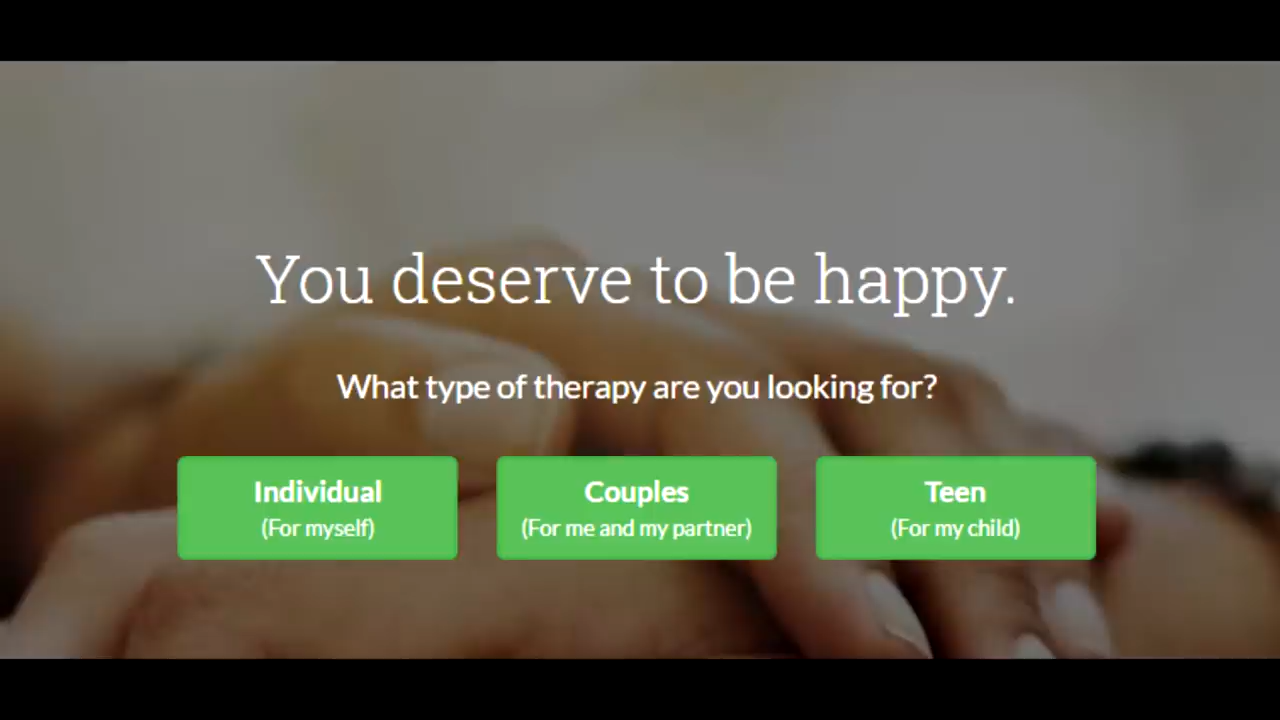 You deserve to be happy.
What type of therapy are you looking for?
Individual
(For myself)
Couples
(For me and my partner)
Teen
(For my child)